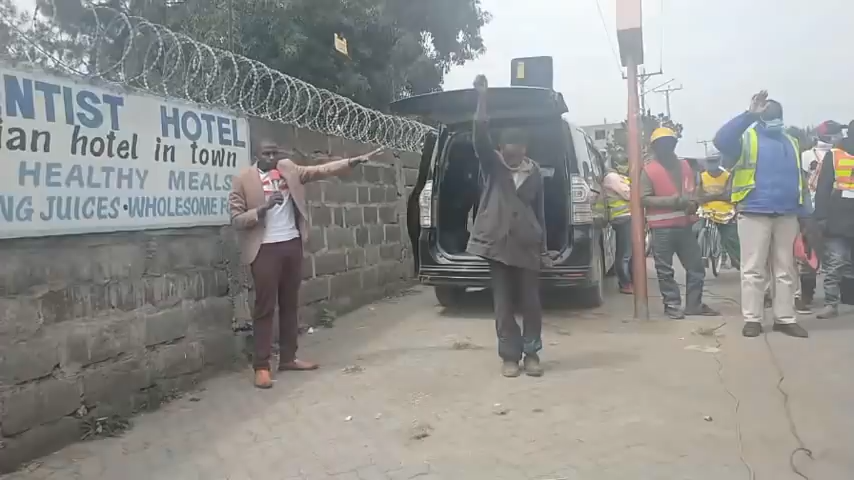 NTIST HOTEL
ian hotel in town
HEALTHY MEALS
NG JUICES•WHOLESOME